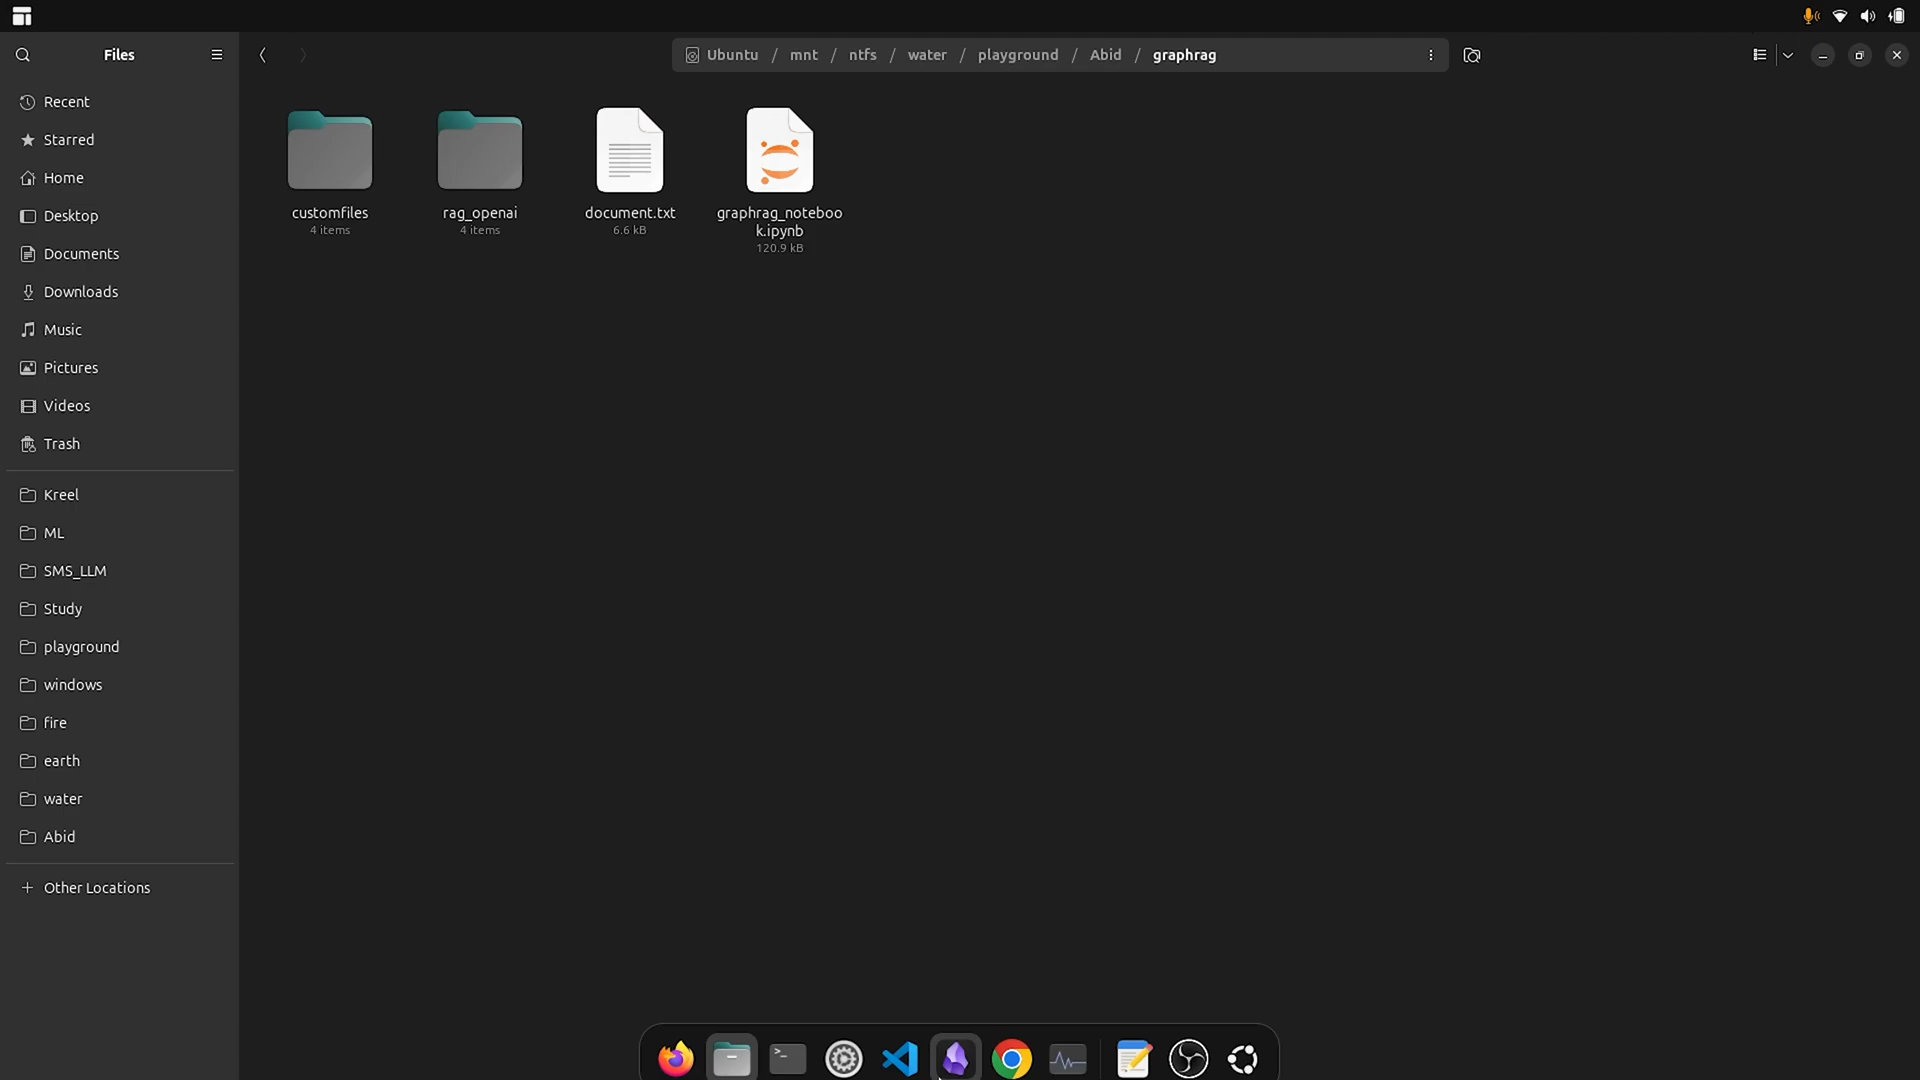 Files
Ubuntu / mnt / ntfs / water / playground / Abid / graphrag
Recent
Starred
Home
Desktop
Documents
Downloads
Music
Pictures
Videos
Trash
Kreel
ML
SMS_LLM
Study
playground
windows
fire
earth
water
Abid
+ Other Locations
customfiles
4 items
rag_openai
4 items
document.txt
6.6 kB
graphrag_noteboo
k.ipynb
120.9 kB